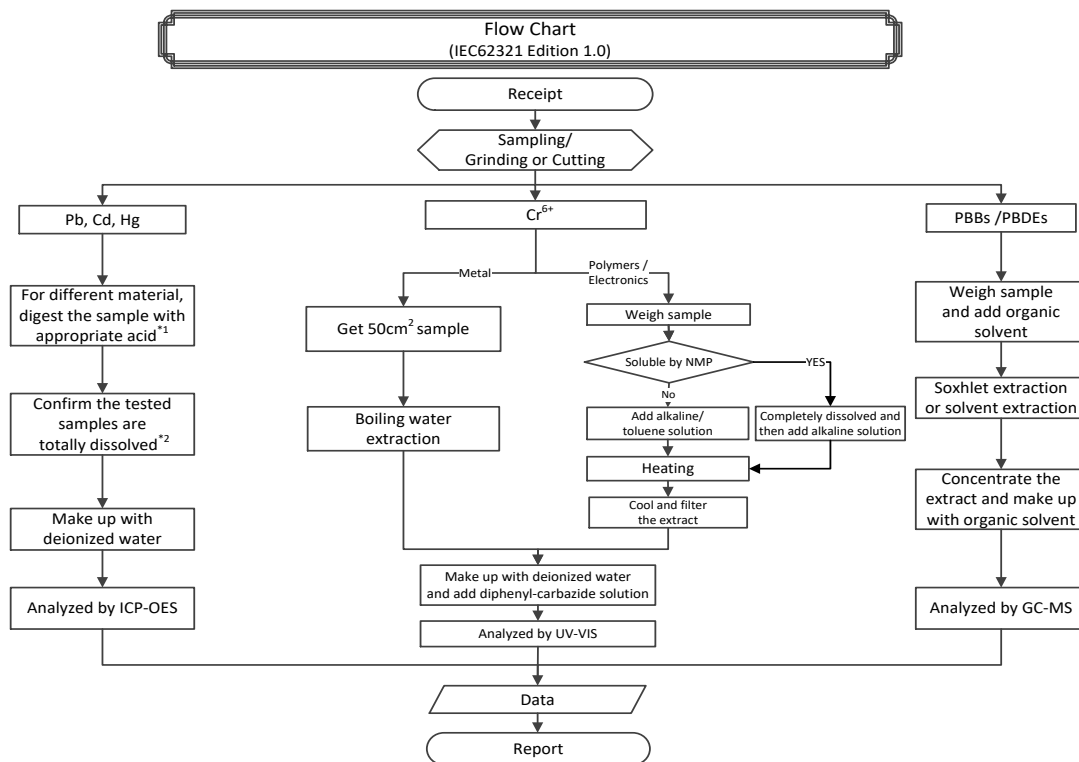 Flow Chart
(IEC62321 Edition 1.0)
Receipt
Sampling/
Grinding or Cutting
Pb, Cd, Hg
For different material,
digest the sample with
appropriate acid*1
Confirm the tested
samples are
totally dissolved*2
Make up with
deionized water
Analyzed by ICP-OES
Cr6+
Metal
Get 50cm2 sample
Boiling water
extraction
Polymers /
Electronics
Weigh sample
Soluble by NMP
YES
No
Add alkaline/
toluene solution
Completely dissolved and
then add alkaline solution
Heating
Cool and filter
the extract
Make up with deionized water
and add diphenyl-carbazide solution
Analyzed by UV-VIS
PBBs /PBDEs
Weigh sample
and add organic
solvent
Soxhlet extraction
or solvent extraction
Concentrate the
extract and make up
with organic solvent
Analyzed by GC-MS
Data
Report